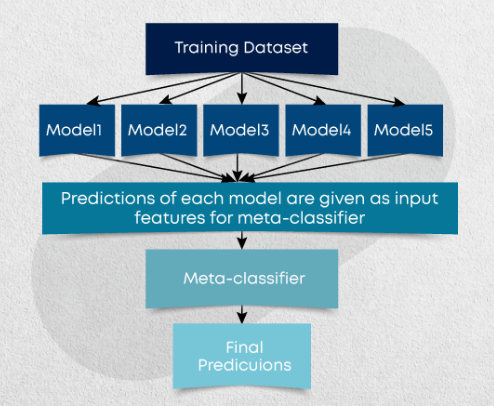 Training Dataset
Model1 Model2 Model3 Model4 Model5
Predictions of each model are given as input
features for meta-classifier
Meta-classifier
Final
Predicuions